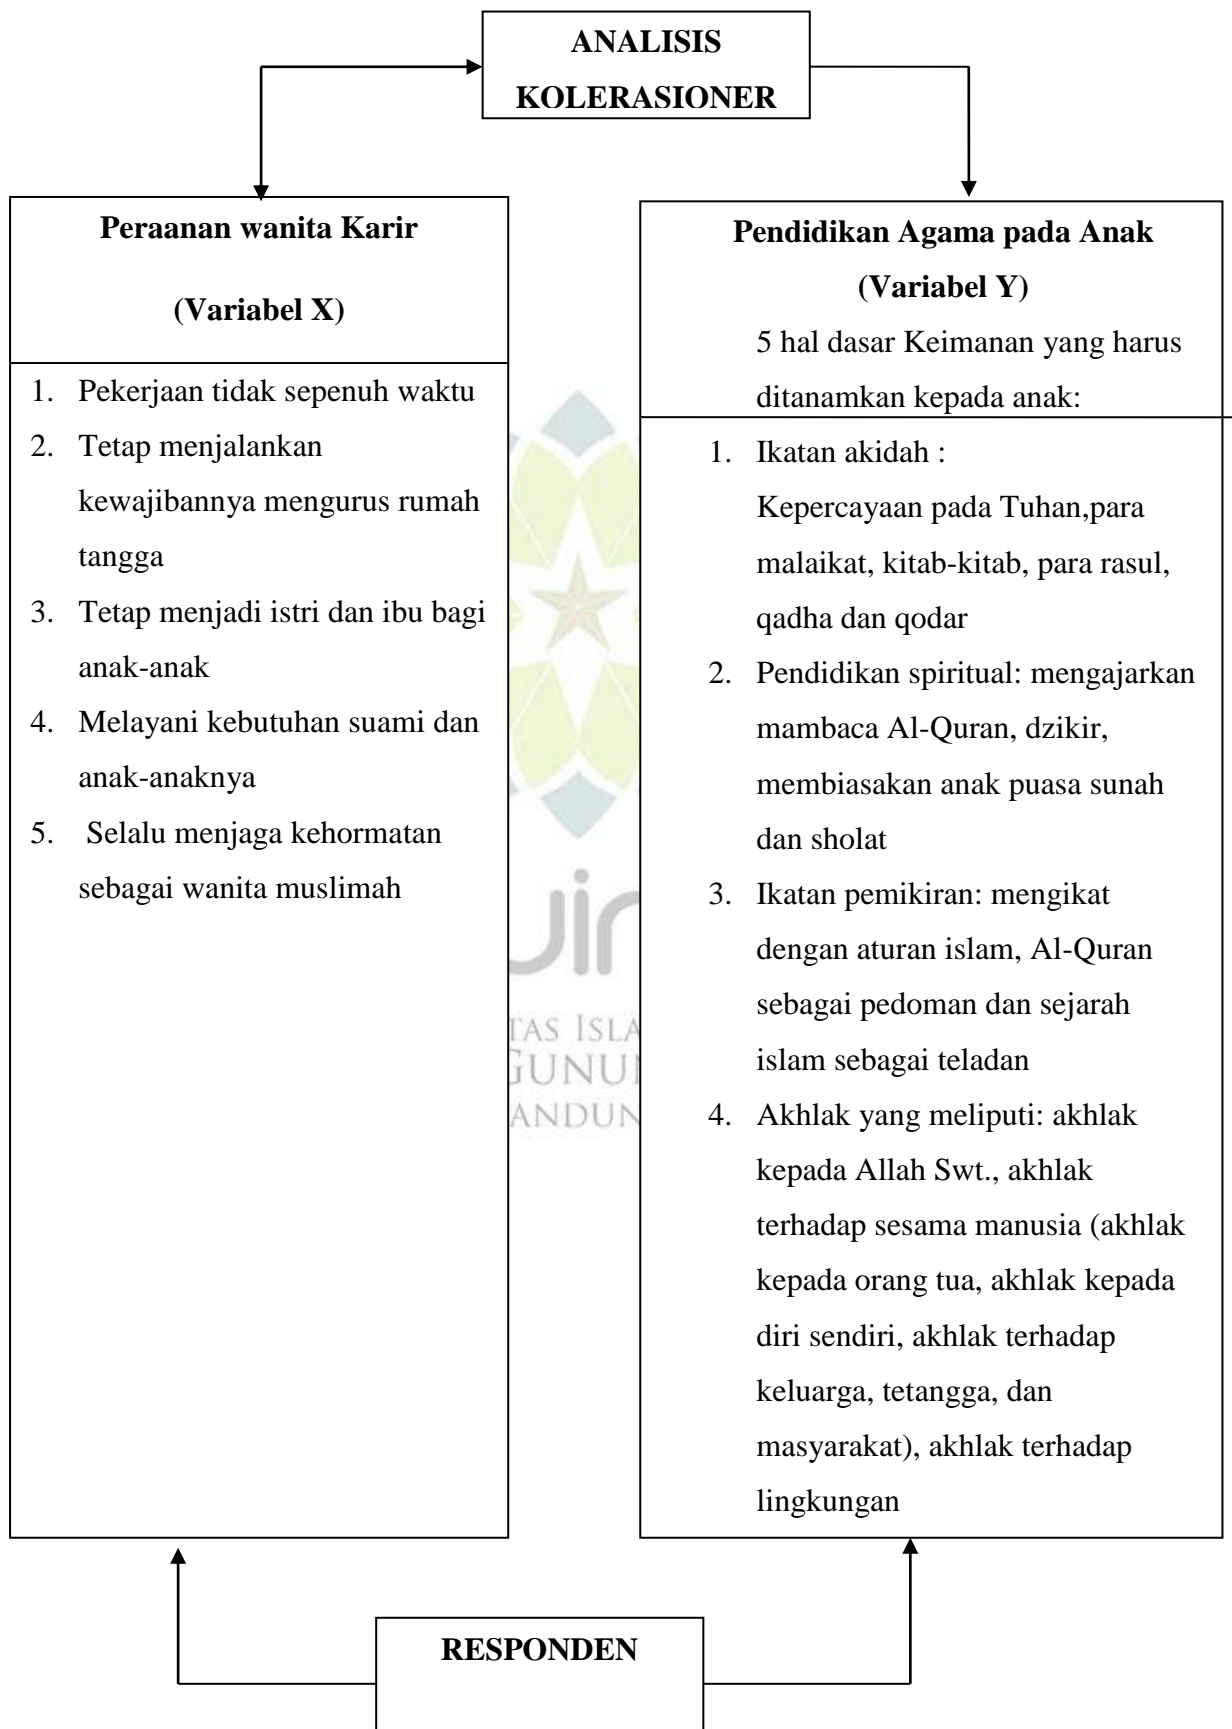 ANALISIS
KOLERASIONER
Peraanan wanita Karir
(Variabel X)
1. Pekerjaan tidak sepenuh waktu
2. Tetap menjalankan
kewajibannya mengurus rumah
tangga
3. Tetap menjadi istri dan ibu bagi
anak-anak
4. Melayani kebutuhan suami dan
anak-anaknya
5. Selalu menjaga kehormatan
sebagai wanita muslimah
Pendidikan Agama pada Anak
(Variabel Y)
5 hal dasar Keimanan yang harus
ditanamkan kepada anak:
1. Ikatan akidah :
Kepercayaan pada Tuhan,para
malaikat, kitab-kitab, para rasul,
qadha dan qodar
2. Pendidikan spiritual: mengajarkan
mambaca Al-Quran, dzikir,
membiasakan anak puasa sunah
dan sholat
3. Ikatan pemikiran: mengikat
dengan aturan islam, Al-Quran
sebagai pedoman dan sejarah
islam sebagai teladan
4. Akhlak yang meliputi: akhlak
kepada Allah Swt., akhlak
terhadap sesama manusia (akhlak
kepada orang tua, akhlak kepada
diri sendiri, akhlak terhadap
keluarga, tetangga, dan
masyarakat), akhlak terhadap
lingkungan
RESPONDEN